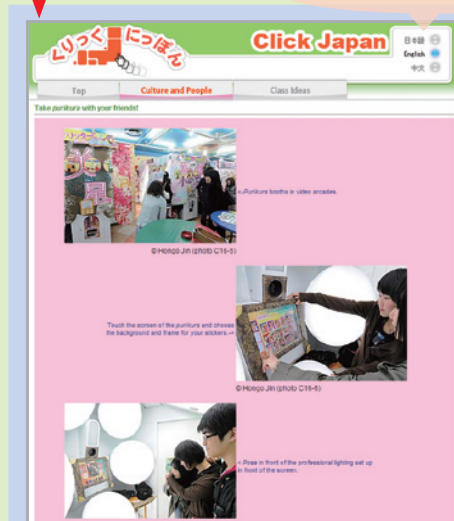 くりっくにっぽん
Click Japan
日本語
English
中文
Top
Culture and People
Class Ideas
Take purikura with your friends!
<-Purikura booths in video arcades.
© Hongo Jin (photo C16-5)
Touch the screen of the purikura and choose
the background and frame for your stickers.->
© Hongo Jin (photo C16-6)
<-Pose in front of the professional lighting set up
in front of the screen.